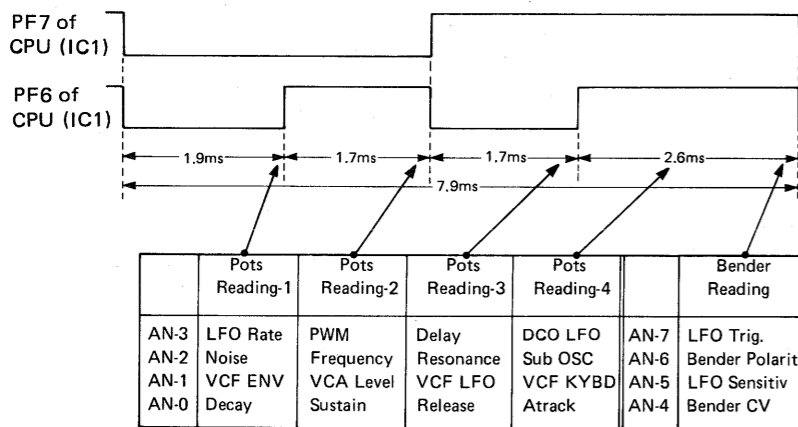 PF7 of
CPU (IC1)
PF6 of
CPU (IC1)
1.9ms 1.7ms 1.7ms 2.6ms
7.9ms
Pots Pots Pots Pots Bender
Reading-1 Reading-2 Reading-3 Reading-4 Reading
AN-3 LFO Rate PWM Delay DCO LFO AN-7 LFO Trig.
AN-2 Noise Frequency Resonance Sub OSC AN-6 Bender Polarit
AN-1 VCF ENV VCA Level VCF LFO VCF KYBD AN-5 LFO Sensitiv
AN-0 Decay Sustain Release Atrack AN-4 Bender CV